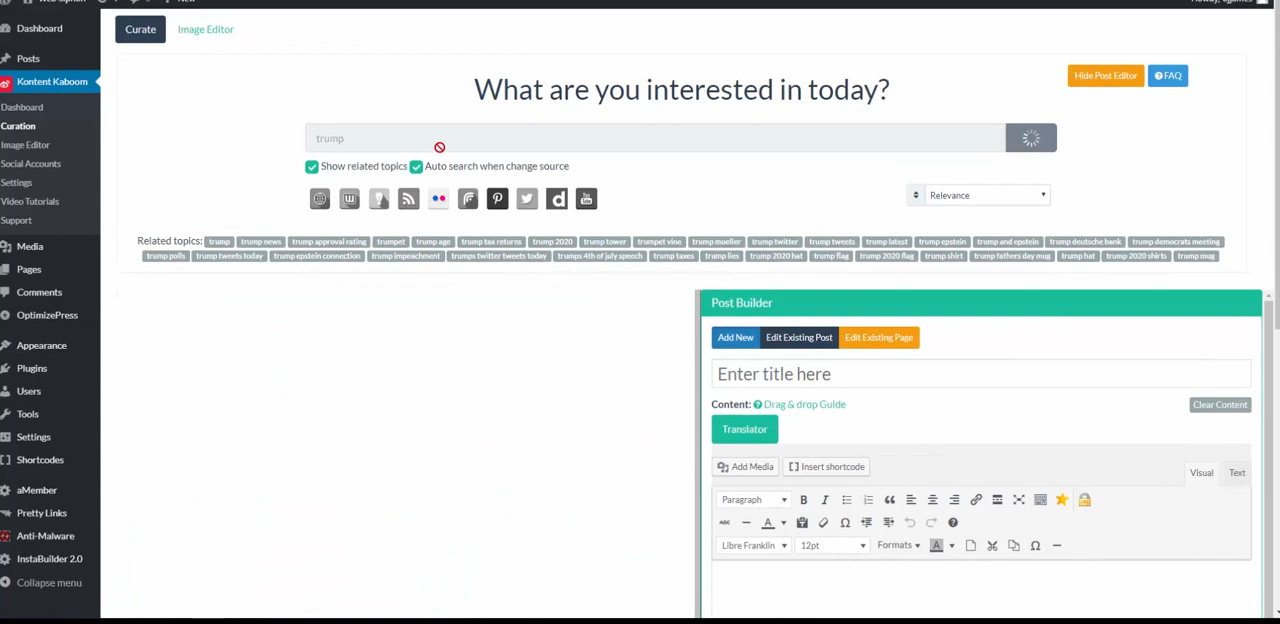 New
Dashboard
Posts
Kontent Kaboom
Dashboard
Curation
Image Editor
Social Accounts
Settings
Video Tutorials
Support
Media
Pages
Comments
OptimizePress
Appearance
Plugins
Users
Tools
Settings
Shortcodes
aMember
Pretty Links
Anti-Malware
InstaBuilder 2.0
Collapse menu
Curate Image Editor
What are you interested in today?
Hide Post Editor FAQ
trump
Show related topics Auto search when change source
Relevance
Related topics: trump trump news trump approval rating trumpet trump age trump tax returns trump 2020 trump tower trumpet vine trump mueller trump twitter trump tweets trump latest trump epstein trump and epstein trump deutsche bank trump democrats meeting
trump polls trump tweets today trump epstein connection trump impeachment trumps twitter tweets today trumps 4th of july speech trump taxes trump lies trump 2020 hat trump flag trump 2020 flag trump shirt trump fathers day mug trump hat trump 2020 shirts trump mug
Post Builder
Add New Edit Existing Post Edit Existing Page
Enter title here
Content: Drag & drop Guide Clear Content
Translator
Add Media Insert shortcode Visual Text
Paragraph B I
ABC A
Libre Franklin 12pt Formats A